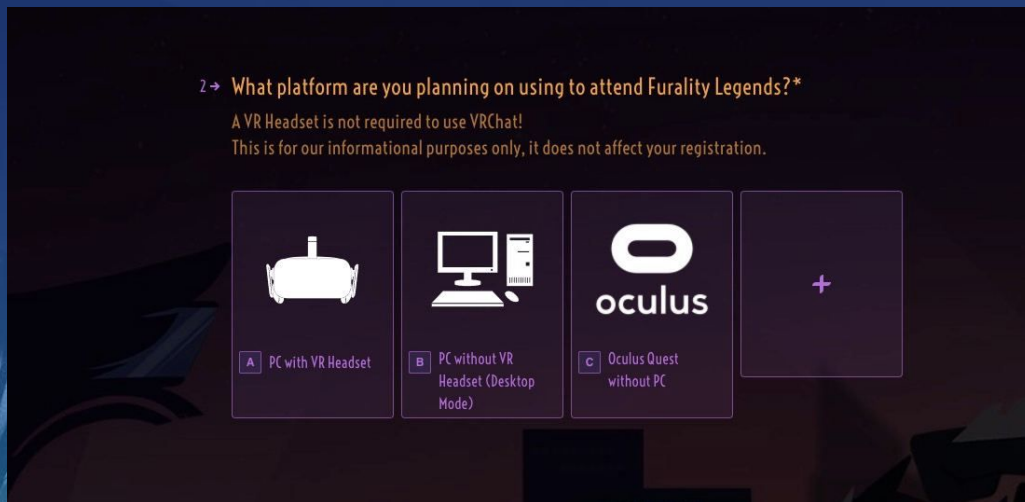 2→ What platform are you planning on using to attend Furality Legends?*
A VR Headset is not required to use VRChat!
This is for our informational purposes only, it does not affect your registration.
oculus
A PC with VR Headset
B PC without VR
Headset (Desktop
Mode)
C Oculus Quest
without PC
+